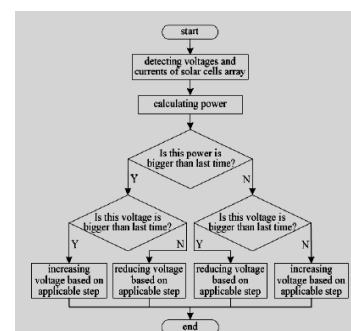 start
detecting voltages and
currents of solar cells array
calculating power
Is this power is
bigger than last time?
Y
N
Is this voltage is
bigger than last time?
Is this voltage is
bigger than last time?
Y
N
Y
N
increasing
voltage based on
applicable step
reducing voltage
based on
applicable step
reducing voltage
based on
applicable step
increasing
voltage based on
applicable step
end